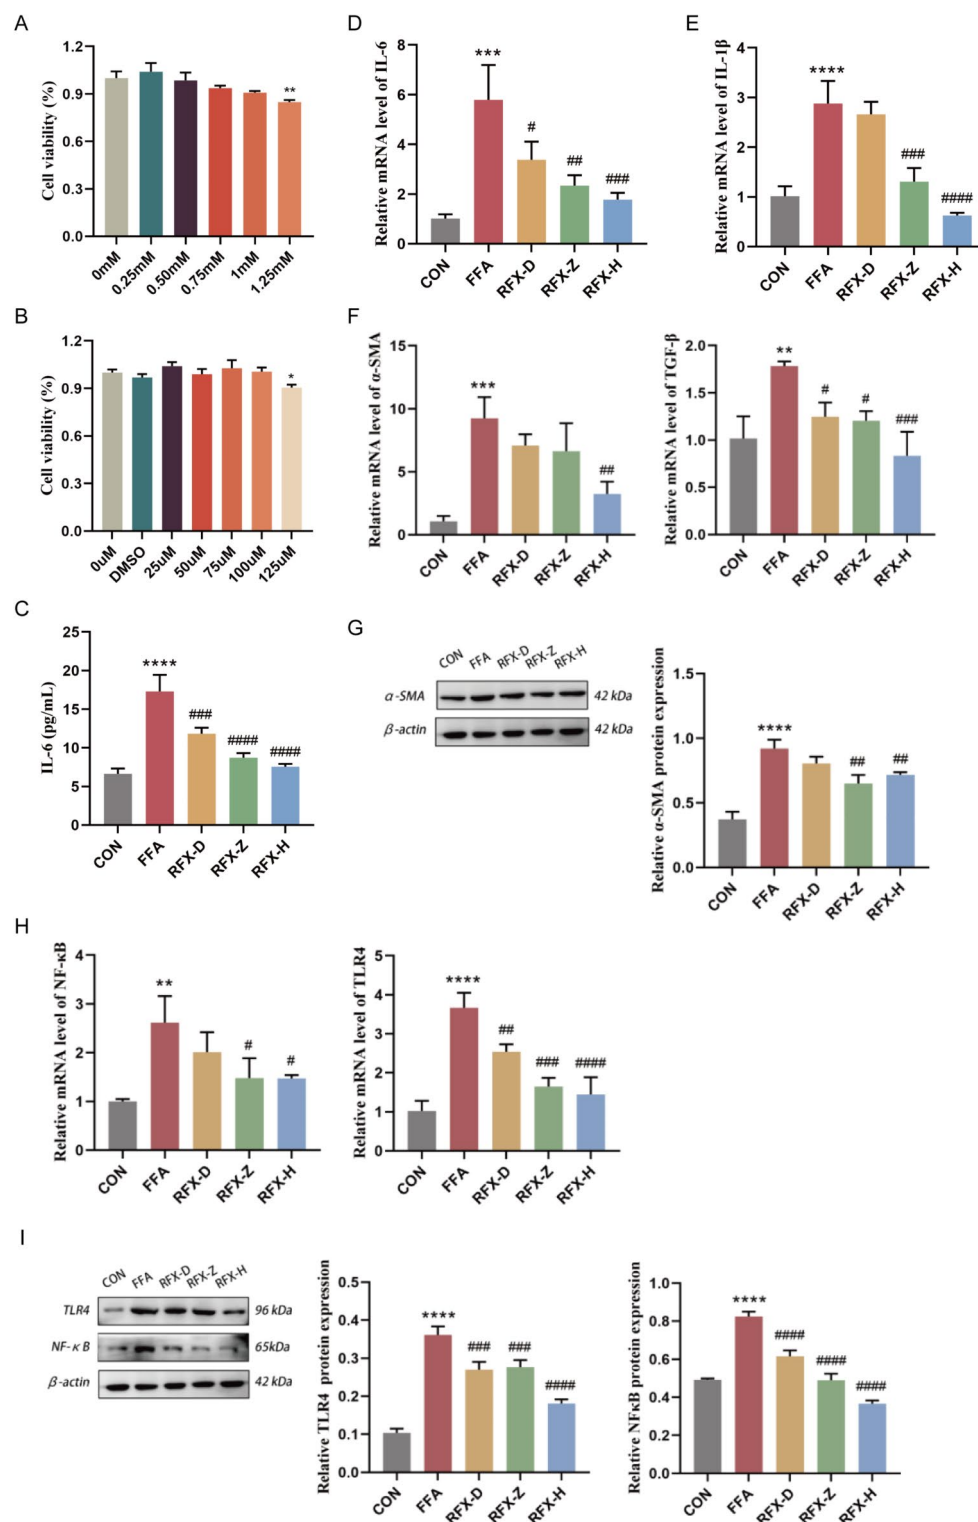 A
Cell viability (%)
1.2
0.9
0.6
0.3
0.0
**
0mM
0.25mM
0.50mM
0.75mM
1mM
1.25mM
D
Relative mRNA level of IL-6
8
6
4
2
0
***
#
##
###
CON
FFA
RFX-D
RFX-Z
RFX-H
E
Relative mRNA level of IL-1β
4
3
2
1
0
****
###
####
CON
FFA
RFX-D
RFX-Z
RFX-H
B
Cell viability (%)
1.2
0.9
0.6
0.3
0.0
*
0uM
DMSO
25uM
50uM
75uM
100uM
125uM
F
Relative mRNA level of α-SMA
15
10
5
0
***
##
CON
FFA
RFX-D
RFX-Z
RFX-H
Relative mRNA level of TGF-β
2.0
1.5
1.0
0.5
0.0
**
#
#
###
CON
FFA
RFX-D
RFX-Z
RFX-H
C
IL-6 (pg/mL)
25
20
15
10
5
0
****
###
####
####
CON
FFA
RFX-D
RFX-Z
RFX-H
G
CON
FFA
RFX-D
RFX-Z
RFX-H
α-SMA
42 kDa
β-actin
42 kDa
Relative α-SMA protein expression
1.5
1.0
0.5
0.0
****
##
##
CON
FFA
RFX-D
RFX-Z
RFX-H
H
Relative mRNA level of NF-κB
4
3
2
1
0
**
#
#
CON
FFA
RFX-D
RFX-Z
RFX-H
Relative mRNA level of TLR4
5
4
3
2
1
0
****
##
###
####
CON
FFA
RFX-D
RFX-Z
RFX-H
I
CON
FFA
RFX-D
RFX-Z
RFX-H
TLR4
96 kDa
NF-κB
65kDa
β-actin
42 kDa
Relative TLR4 protein expression
0.5
0.4
0.3
0.2
0.1
0.0
****
###
###
####
CON
FFA
RFX-D
RFX-Z
RFX-H
Relative NFκB protein expression
1.0
0.8
0.6
0.4
0.2
0.0
****
####
####
####
CON
FFA
RFX-D
RFX-Z
RFX-H